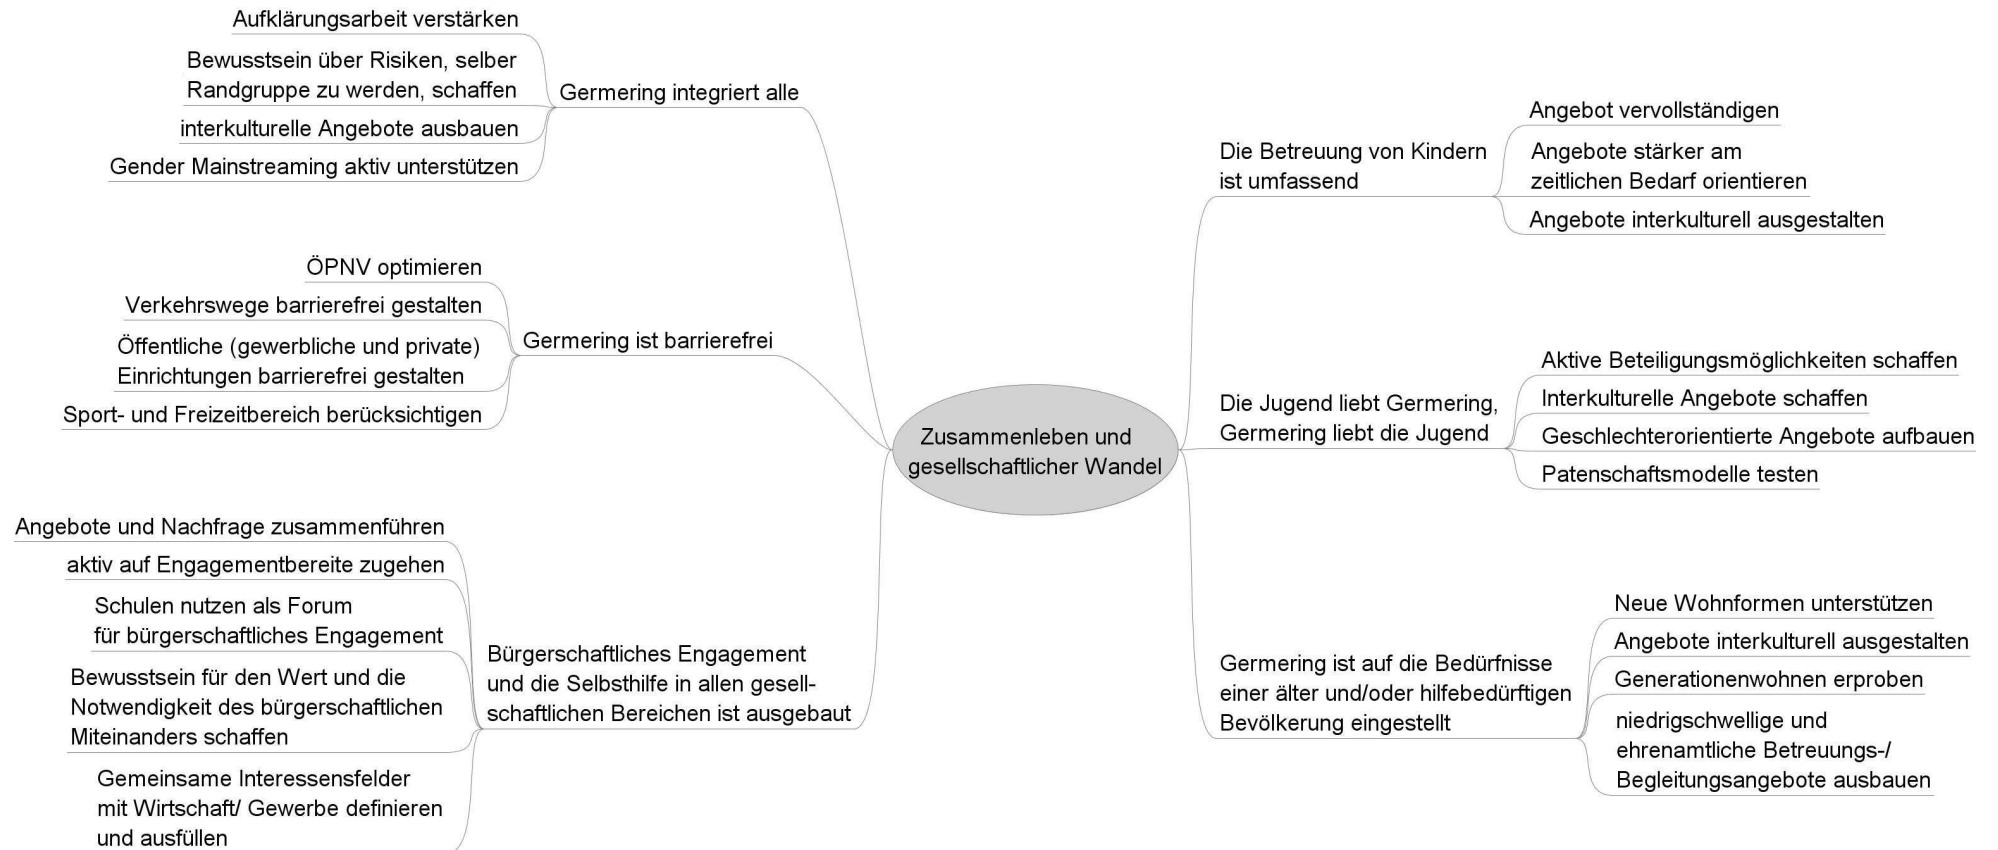 Aufklärungsarbeit verstärken
Bewusstsein über Risiken, selber
Randgruppe zu werden, schaffen
interkulturelle Angebote ausbauen
Gender Mainstreaming aktiv unterstützen
Germering integriert alle
ÖPNV optimieren
Verkehrswege barrierefrei gestalten
Öffentliche (gewerbliche und private)
Einrichtungen barrierefrei gestalten
Sport- und Freizeitbereich berücksichtigen
Germering ist barrierefrei
Angebote und Nachfrage zusammenführen
aktiv auf Engagementbereite zugehen
Schulen nutzen als Forum
für bürgerschaftliches Engagement
Bewusstsein für den Wert und die
Notwendigkeit des bürgerschaftlichen
Miteinanders schaffen
Gemeinsame Interessensfelder
mit Wirtschaft/ Gewerbe definieren
und ausfüllen
Bürgerschaftliches Engagement
und die Selbsthilfe in allen gesell-
schaftlichen Bereichen ist ausgebaut
Zusammenleben und
gesellschaftlicher Wandel
Die Betreuung von Kindern
ist umfassend
Angebot vervollständigen
Angebote stärker am
zeitlichen Bedarf orientieren
Angebote interkulturell ausgestalten
Die Jugend liebt Germering,
Germering liebt die Jugend
Aktive Beteiligungsmöglichkeiten schaffen
Interkulturelle Angebote schaffen
Geschlechterorientierte Angebote aufbauen
Patenschaftsmodelle testen
Germering ist auf die Bedürfnisse
einer älter und/oder hilfebedürftigen
Bevölkerung eingestellt
Neue Wohnformen unterstützen
Angebote interkulturell ausgestalten
Generationenwohnen erproben
niedrigschwellige und
ehrenamtliche Betreuungs-/
Begleitungsangebote ausbauen